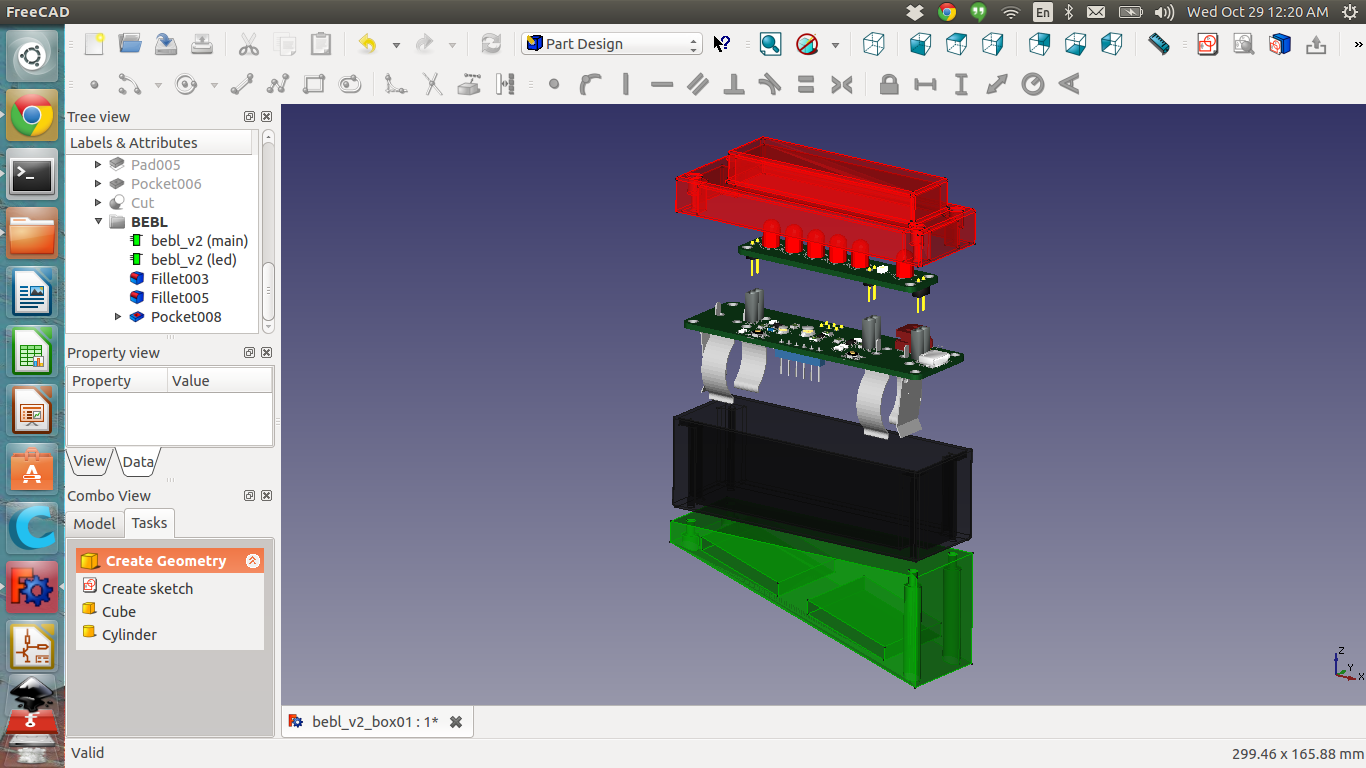 FreeCAD
En
Wed Oct 29 12:20 AM
Part Design
»
Tree view
Labels & Attributes
Pad005
Pocket006
Cut
BEBL
bebl_v2 (main)
bebl_v2 (led)
Fillet003
Fillet005
Pocket008
Property view
Property Value
View Data
Combo View
Model Tasks
Create Geometry
Create sketch
Cube
Cylinder
Z
Y
X
bebl_v2_box01 : 1*
Valid
299.46 x 165.88 mm